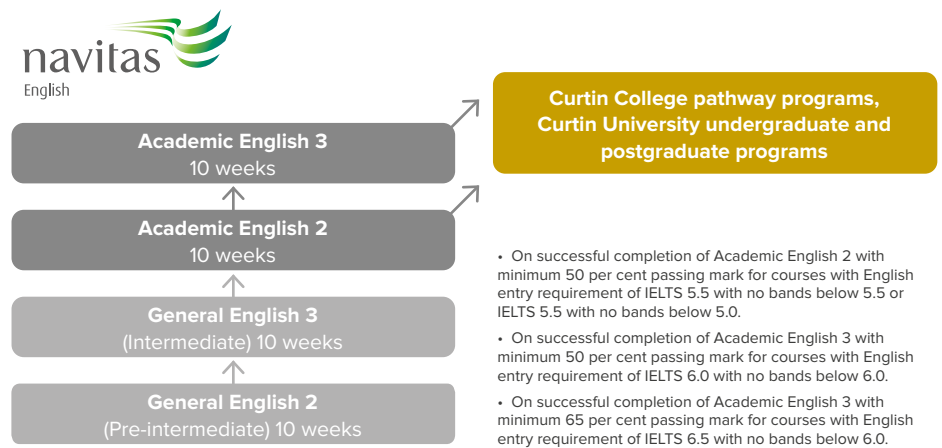 navitas
English
Academic English 3
10 weeks
Academic English 2
10 weeks
General English 3
(Intermediate) 10 weeks
General English 2
(Pre-intermediate) 10 weeks
Curtin College pathway programs,
Curtin University undergraduate and
postgraduate programs
• On successful completion of Academic English 2 with
minimum 50 per cent passing mark for courses with English
entry requirement of IELTS 5.5 with no bands below 5.5 or
IELTS 5.5 with no bands below 5.0.
• On successful completion of Academic English 3 with
minimum 50 per cent passing mark for courses with English
entry requirement of IELTS 6.0 with no bands below 6.0.
• On successful completion of Academic English 3 with
minimum 65 per cent passing mark for courses with English
entry requirement of IELTS 6.5 with no bands below 6.0.